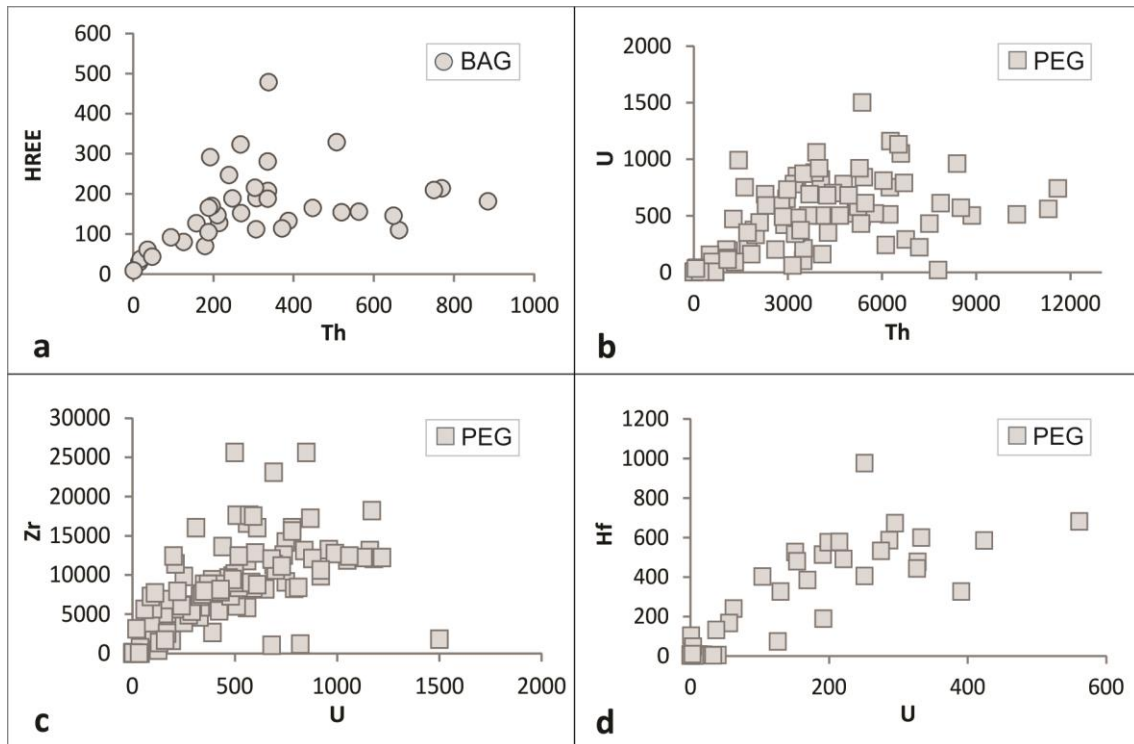 600
500
400
300
200
100
0
HREE
BAG
0 200 400 600 800 1000
Th
a
2000
1500
1000
500
0
U
PEG
0 3000 6000 9000 12000
Th
b
30000
25000
20000
15000
10000
5000
0
Zr
PEG
0 500 1000 1500 2000
U
c
1200
1000
800
600
400
200
0
Hf
PEG
0 200 400 600
U
d